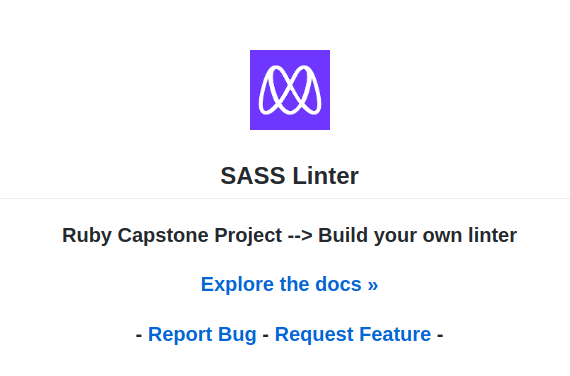 SASS Linter
Ruby Capstone Project --> Build your own linter
Explore the docs »
- Report Bug - Request Feature -